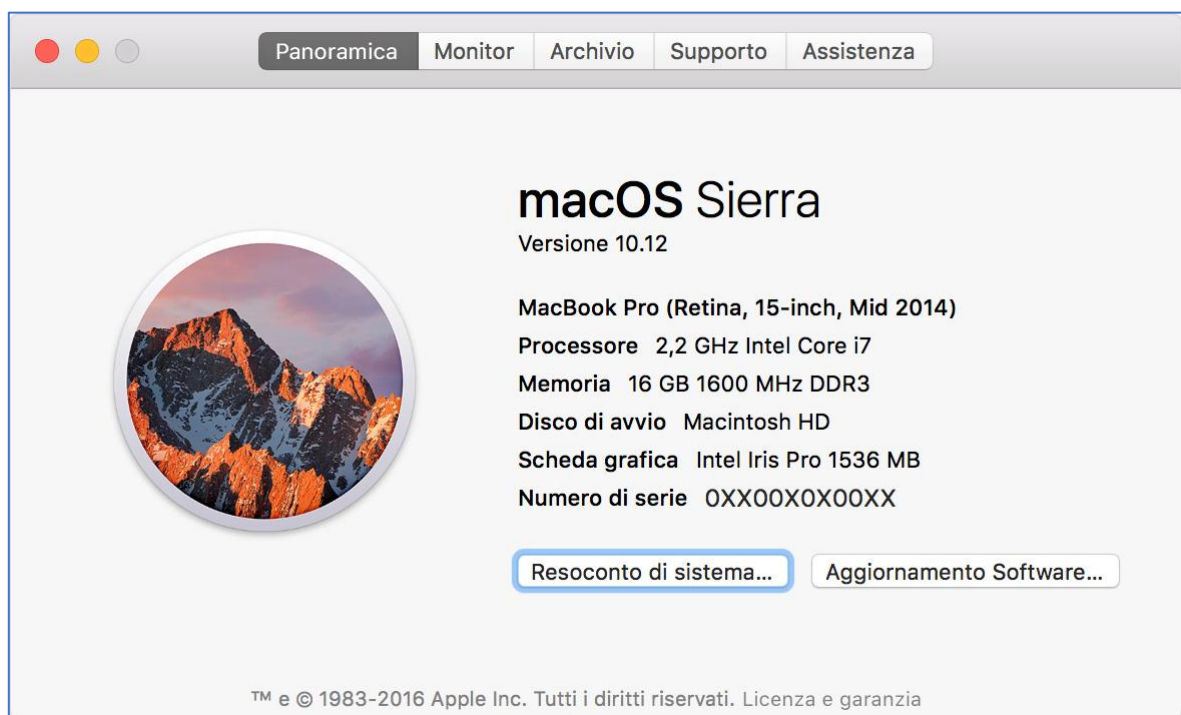 Panoramica Monitor Archivio Supporto Assistenza
macOS Sierra
Versione 10.12
MacBook Pro (Retina, 15-inch, Mid 2014)
Processore 2,2 GHz Intel Core i7
Memoria 16 GB 1600 MHz DDR3
Disco di avvio Macintosh HD
Scheda grafica Intel Iris Pro 1536 MB
Numero di serie 0XX00X0X00XX
Resoconto di sistema... Aggiornamento Software...
™ e © 1983-2016 Apple Inc. Tutti i diritti riservati. Licenza e garanzia